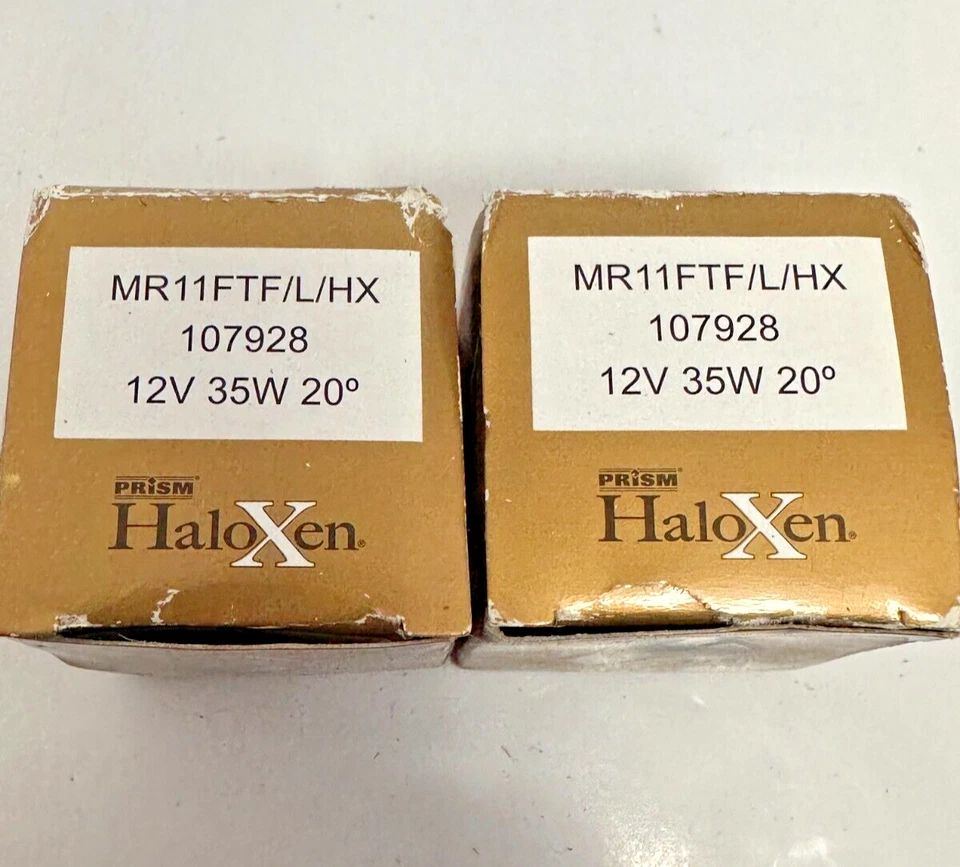 MR11FTF/L/HX
107928
12V 35W 20º
PRiSM®
HaloXen®
MR11FTF/L/HX
107928
12V 35W 20º
PRiSM®
HaloXen®